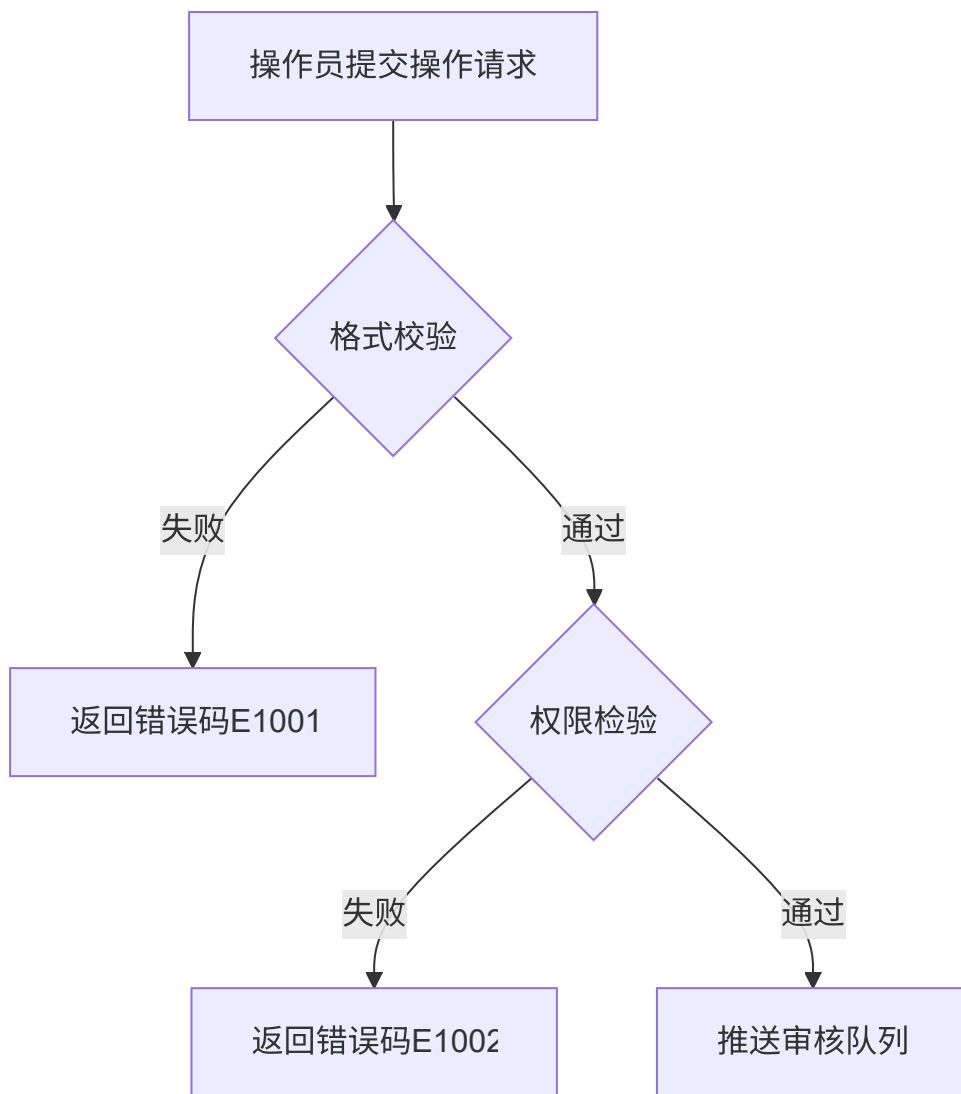 操作员提交操作请求
格式校验
失败
通过
返回错误码E1001
权限检验
失败
通过
返回错误码E1002
推送审核队列